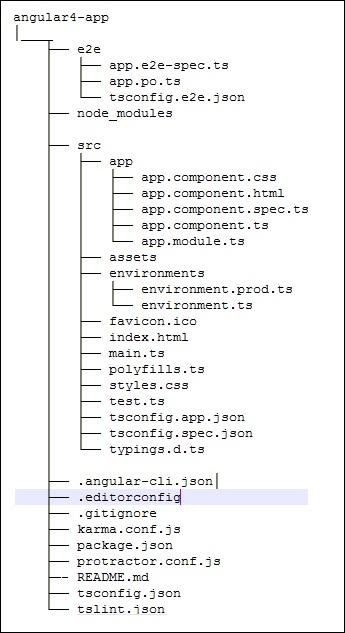 angular4-app
e2e
app.e2e-spec.ts
app.po.ts
tsconfig.e2e.json
node_modules
src
app
app.component.css
app.component.html
app.component.spec.ts
app.component.ts
app.module.ts
assets
environments
environment.prod.ts
environment.ts
favicon.ico
index.html
main.ts
polyfills.ts
styles.css
test.ts
tsconfig.app.json
tsconfig.spec.json
typings.d.ts
.angular-cli.json
.editorconfig
.gitignore
karma.conf.js
package.json
protractor.conf.js
README.md
tsconfig.json
tslint.json